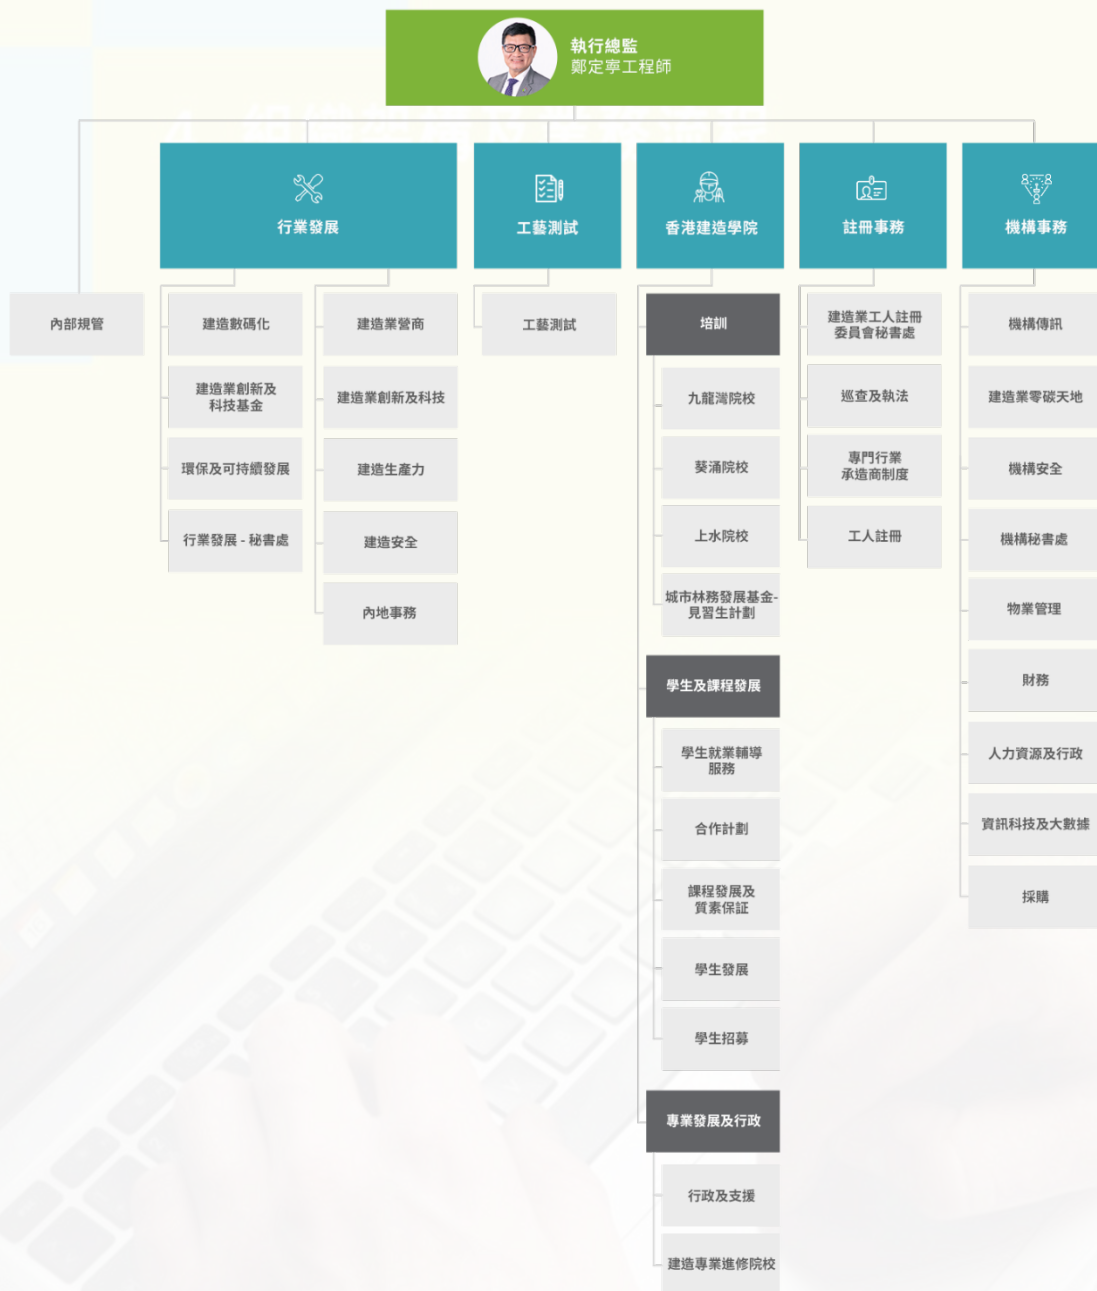 執行總監
鄭定寧工程師
行業發展
工藝測試
香港建造學院
註冊事務
機構事務
內部規管
建造數碼化
建造業創新及
科技基金
環保及可持續發展
行業發展 - 秘書處
建造業營商
建造業創新及科技
建造生產力
建造安全
內地事務
工藝測試
培訓
九龍灣院校
葵涌院校
上水院校
城市林務發展基金-
見習生計劃
學生及課程發展
學生就業輔導
服務
合作計劃
課程發展及
質素保証
學生發展
學生招募
專業發展及行政
行政及支援
建造專業進修院校
建造業工人註冊
委員會秘書處
巡查及執法
專門行業
承造商制度
工人註冊
機構傳訊
建造業零碳天地
機構安全
機構秘書處
物業管理
財務
人力資源及行政
資訊科技及大數據
採購